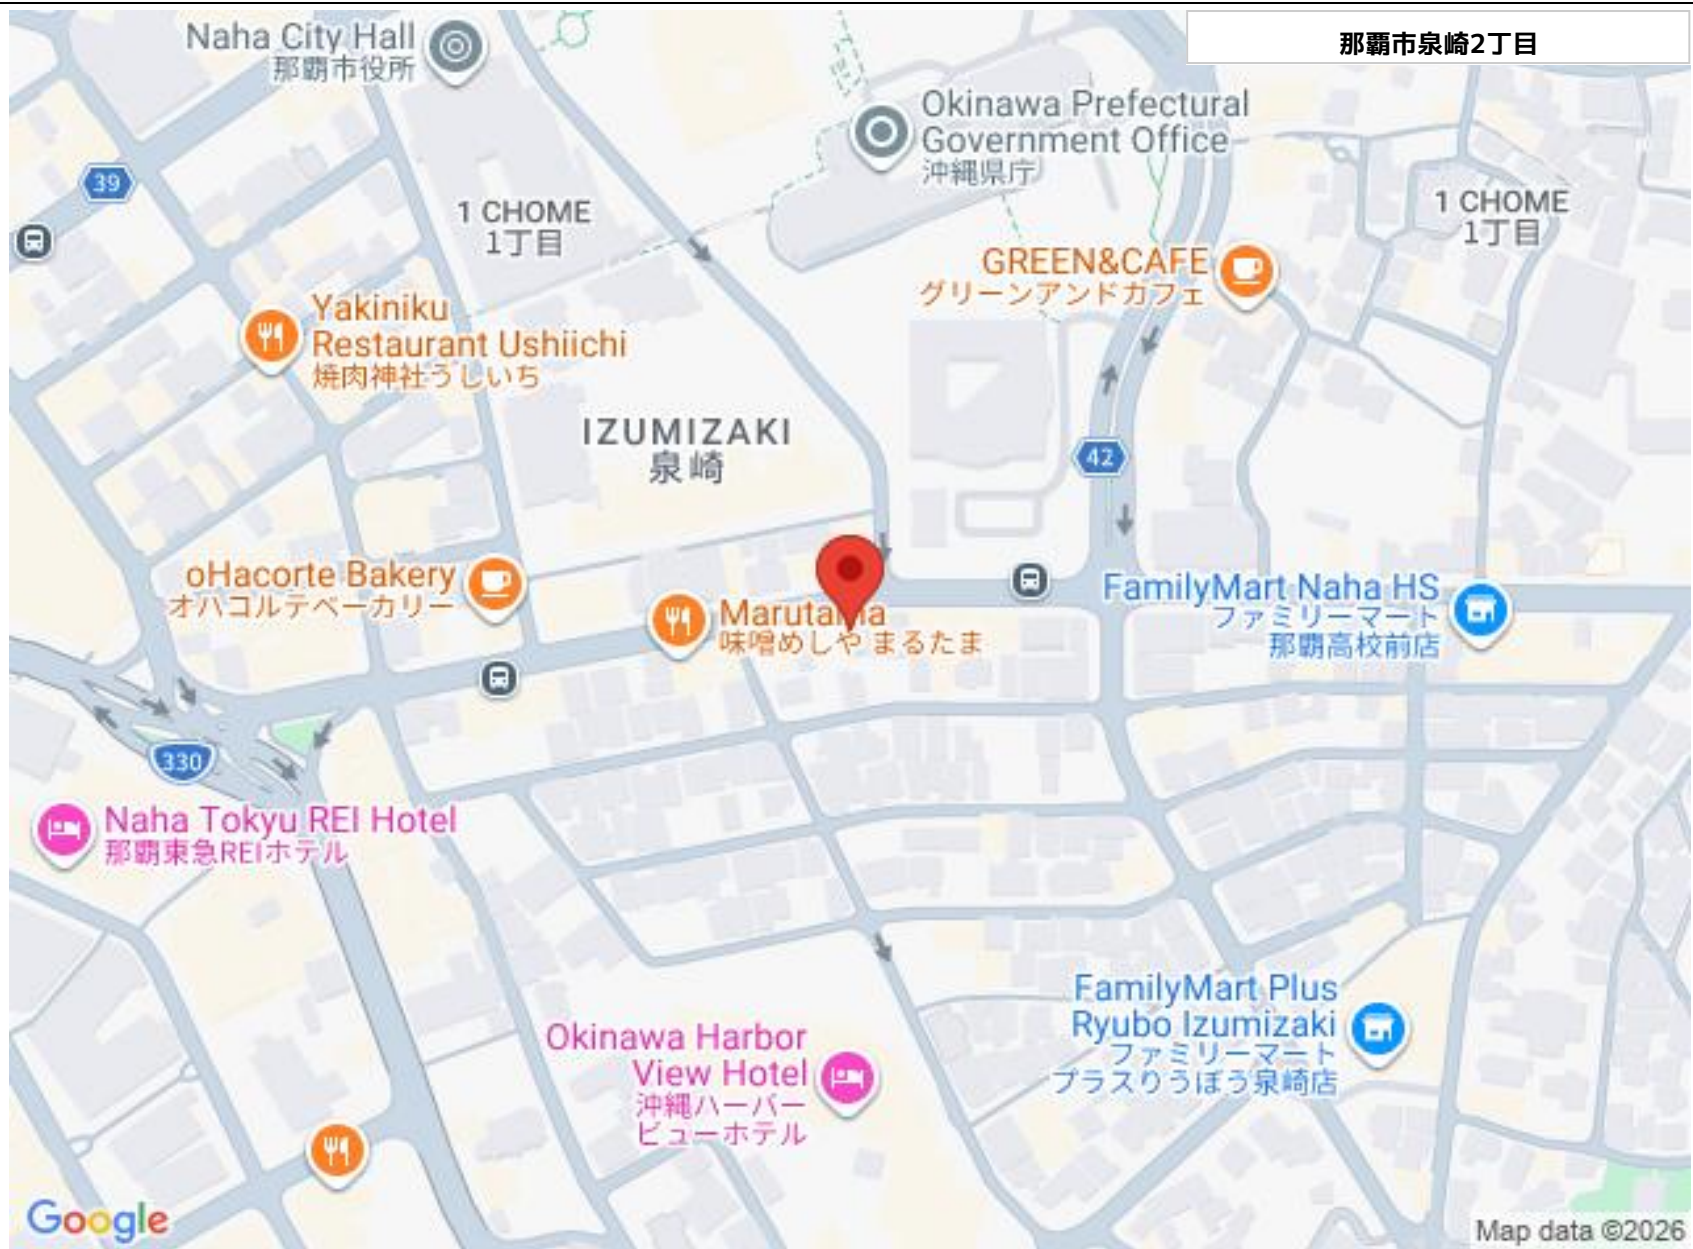 那覇市泉崎2丁目
Naha City Hall
那覇市役所
Okinawa Prefectural
Government Office
沖縄県庁
39
1 CHOME
1丁目
1 CHOME
1丁目
GREEN&CAFE
グリーンアンドカフェ
Yakiniku
Restaurant Ushiichi
焼肉神社うしいち
IZUMIZAKI
泉崎
42
oHacorte Bakery
オハコルテベーカリー
Marutama
味噌めしや まるたま
FamilyMart Naha HS
ファミリーマート
那覇高校前店
330
Naha Tokyu REI Hotel
那覇東急REIホテル
Okinawa Harbor
View Hotel
沖縄ハーバー
ビューホテル
FamilyMart Plus
Ryubo Izumizaki
ファミリーマート
プラスりうぼう泉崎店
Google
Map data ©2026